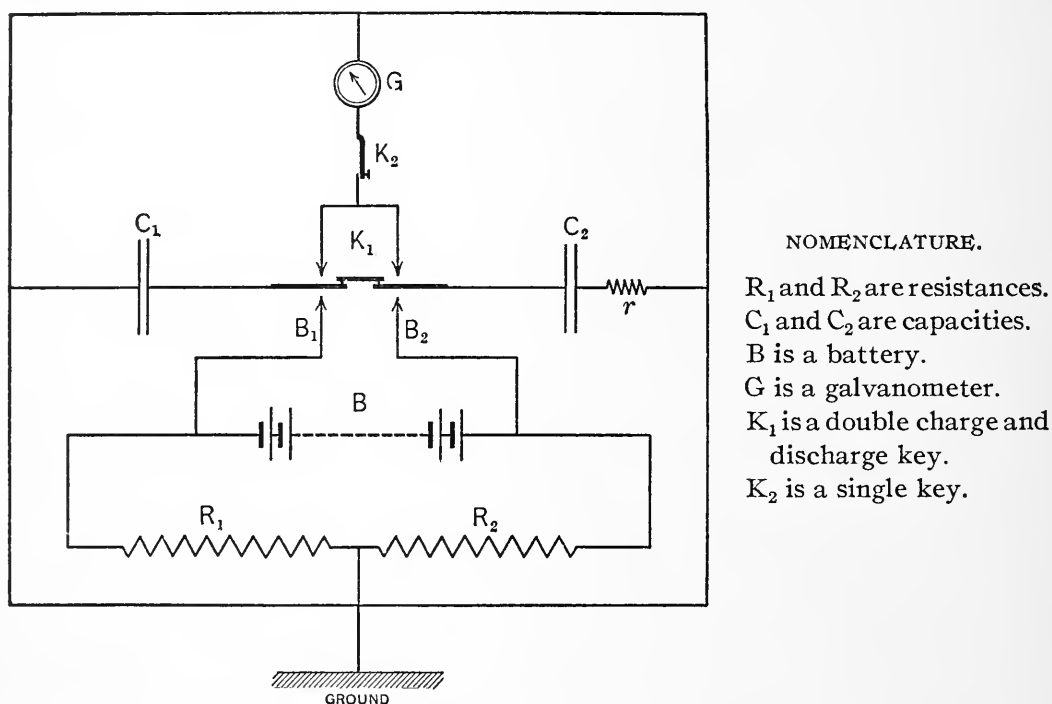 G
K₂
C₁
K₁
C₂
r
B₁
B₂
B
R₁
R₂
GROUND
NOMENCLATURE.
R₁ and R₂ are resistances.
C₁ and C₂ are capacities.
B is a battery.
G is a galvanometer.
K₁ is a double charge and
discharge key.
K₂ is a single key.